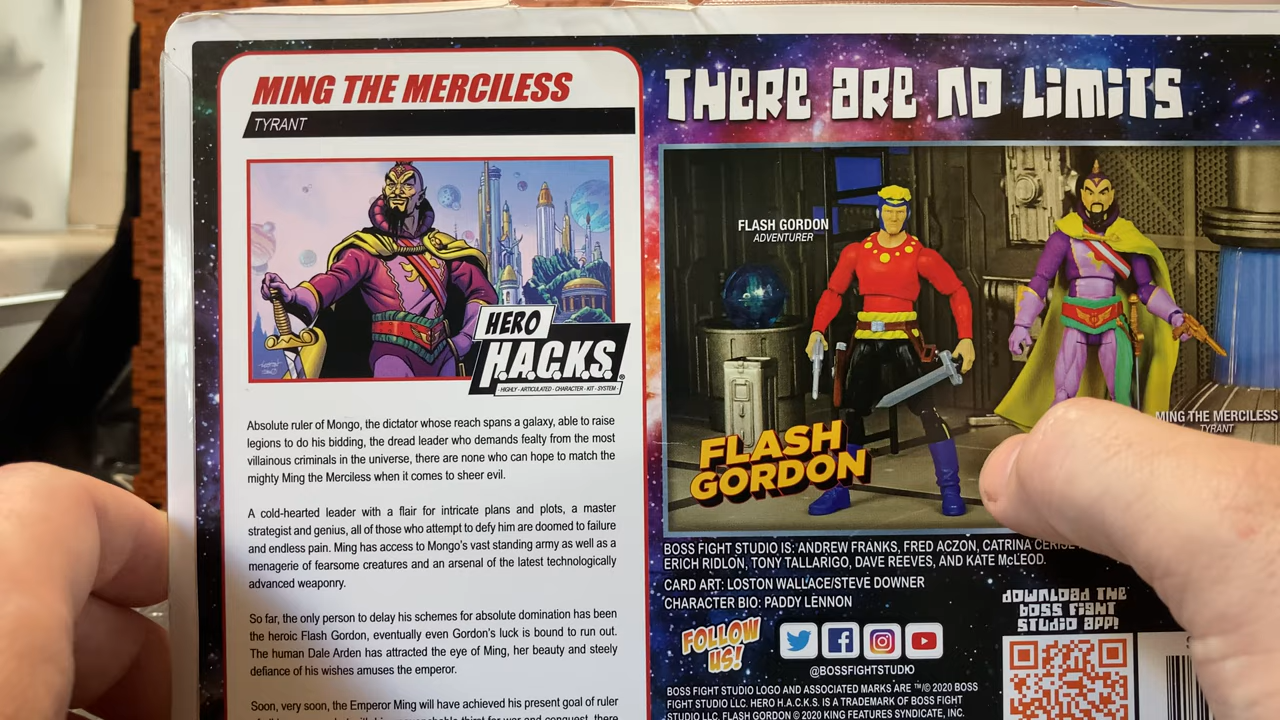 MING THE MERCILESS
TYRANT
HERO
H.A.C.K.S.
- HIGHLY - ARTICULATED - CHARACTER - KIT - SYSTEM -
Absolute ruler of Mongo, the dictator whose reach spans a galaxy, able to raise
legions to do his bidding, the dread leader who demands fealty from the most
villainous criminals in the universe, there are none who can hope to match the
mighty Ming the Merciless when it comes to sheer evil.
A cold-hearted leader with a flair for intricate plans and plots, a master
strategist and genius, all of those who attempt to defy him are doomed to failure
and endless pain. Ming has access to Mongo's vast standing army as well as a
menagerie of fearsome creatures and an arsenal of the latest technologically
advanced weaponry.
So far, the only person to delay his schemes for absolute domination has been
the heroic Flash Gordon, eventually even Gordon's luck is bound to run out.
The human Dale Arden has attracted the eye of Ming, her beauty and steely
defiance of his wishes amuses the emperor.
Soon, very soon, the Emperor Ming will have achieved his present goal of ruler
THERE ARE NO LIMITS
FLASH GORDON
ADVENTURER
MING THE MERCILESS
TYRANT
FLASH
GORDON
BOSS FIGHT STUDIO IS: ANDREW FRANKS, FRED ACZON, CATRINA
ERICH RIDLON, TONY TALLARIGO, DAVE REEVES, AND KATE McLEOD.
CARD ART: LOSTON WALLACE/STEVE DOWNER
CHARACTER BIO: PADDY LENNON
FOLLOW
US!
@BOSSFIGHTSTUDIO
DOWNLOAD THE
BOSS FIGHT
STUDIO APP!
BOSS FIGHT STUDIO LOGO AND ASSOCIATED MARKS ARE ™/© 2020 BOSS
FIGHT STUDIO LLC. HERO H.A.C.K.S. IS A TRADEMARK OF BOSS FIGHT
STUDIO LLC. FLASH GORDON © 2020 KING FEATURES SYNDICATE, INC.